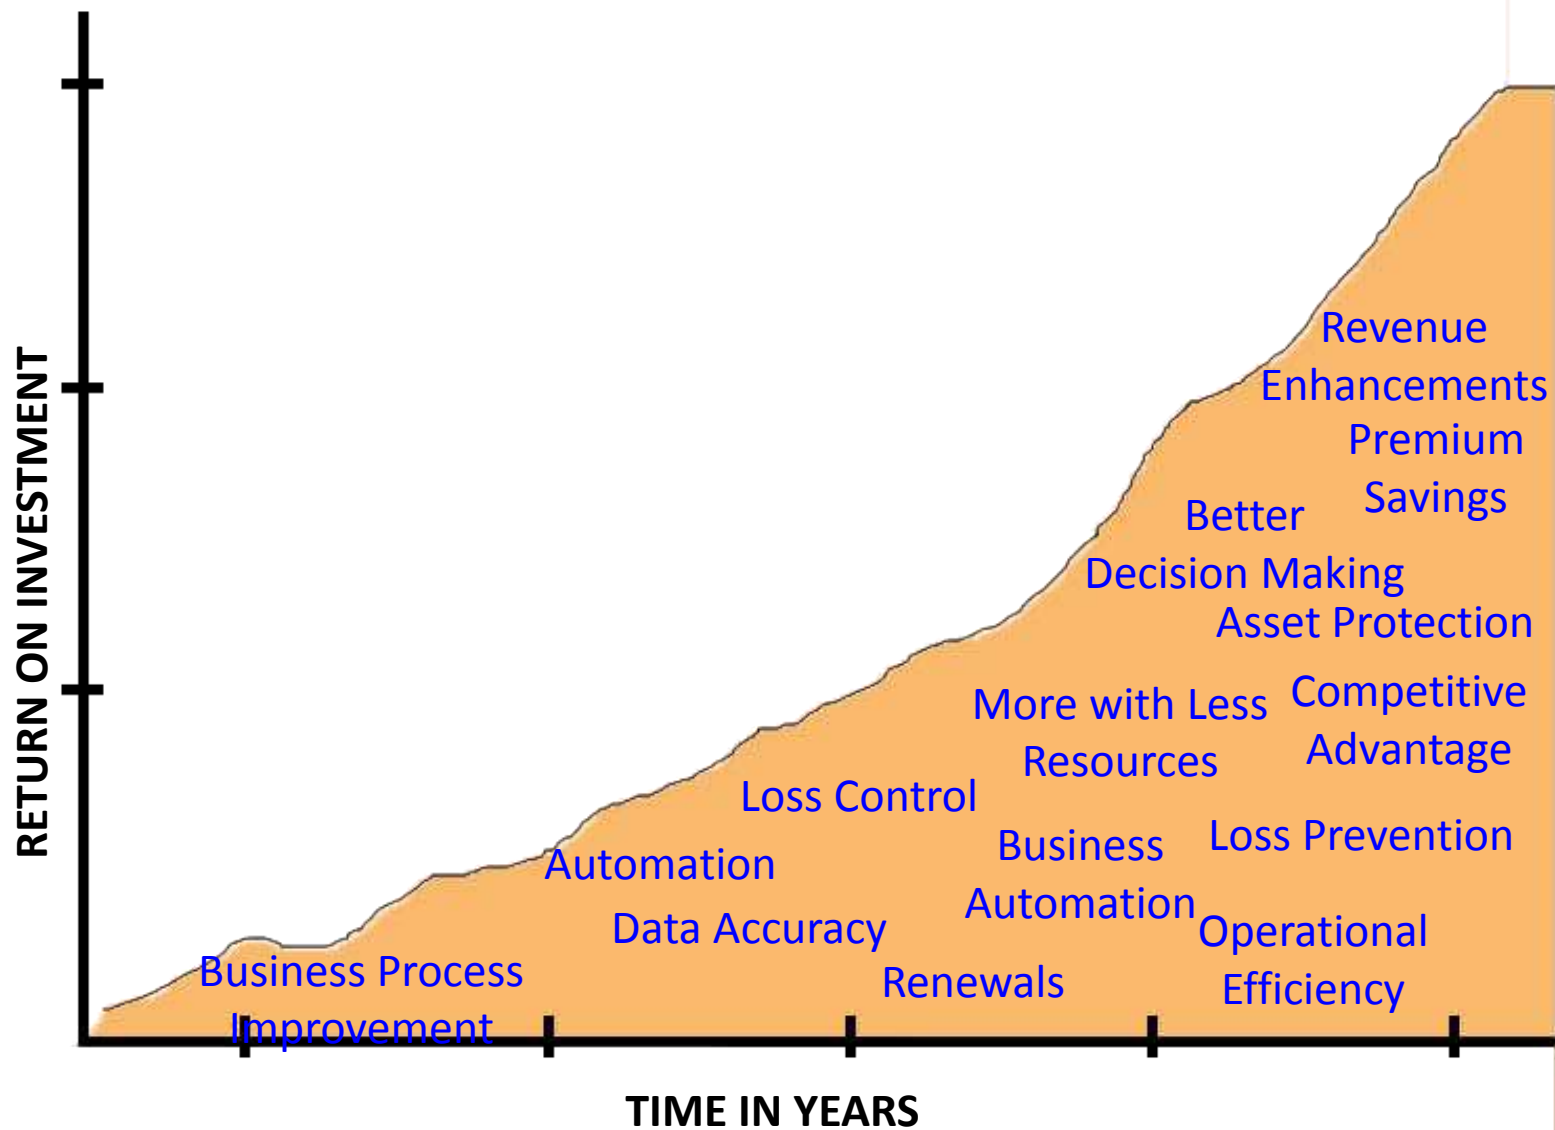 RETURN ON INVESTMENT
Revenue
Enhancements
Premium
Savings
Better
Decision Making
Asset Protection
More with Less
Resources
Competitive
Advantage
Loss Control
Business
Automation
Loss Prevention
Automation
Data Accuracy
Renewals
Operational
Efficiency
Business Process
Improvement
TIME IN YEARS